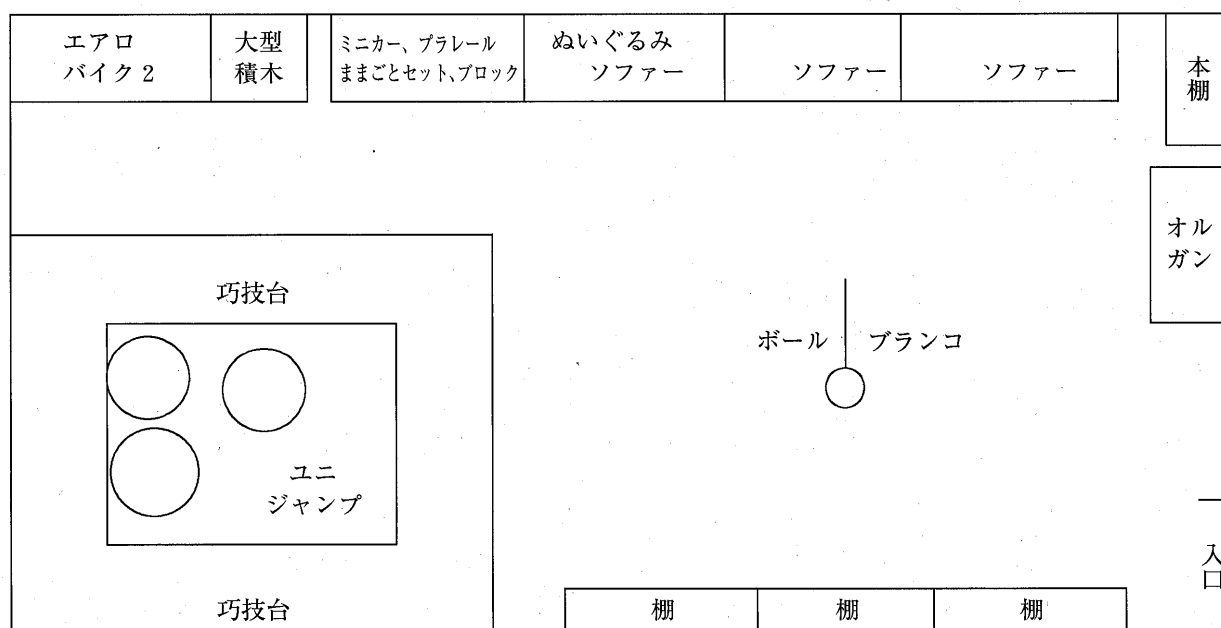 エアロ
バイク2
大型
積木
ミニカー、プラレール
ままごとセット、ブロック
ぬいぐるみ
ソファー
ソファー
ソファー
本棚
オル
ガン
巧技台
ボール ブランコ
ユニ
ジャンプ
入口
巧技台
棚
棚
棚